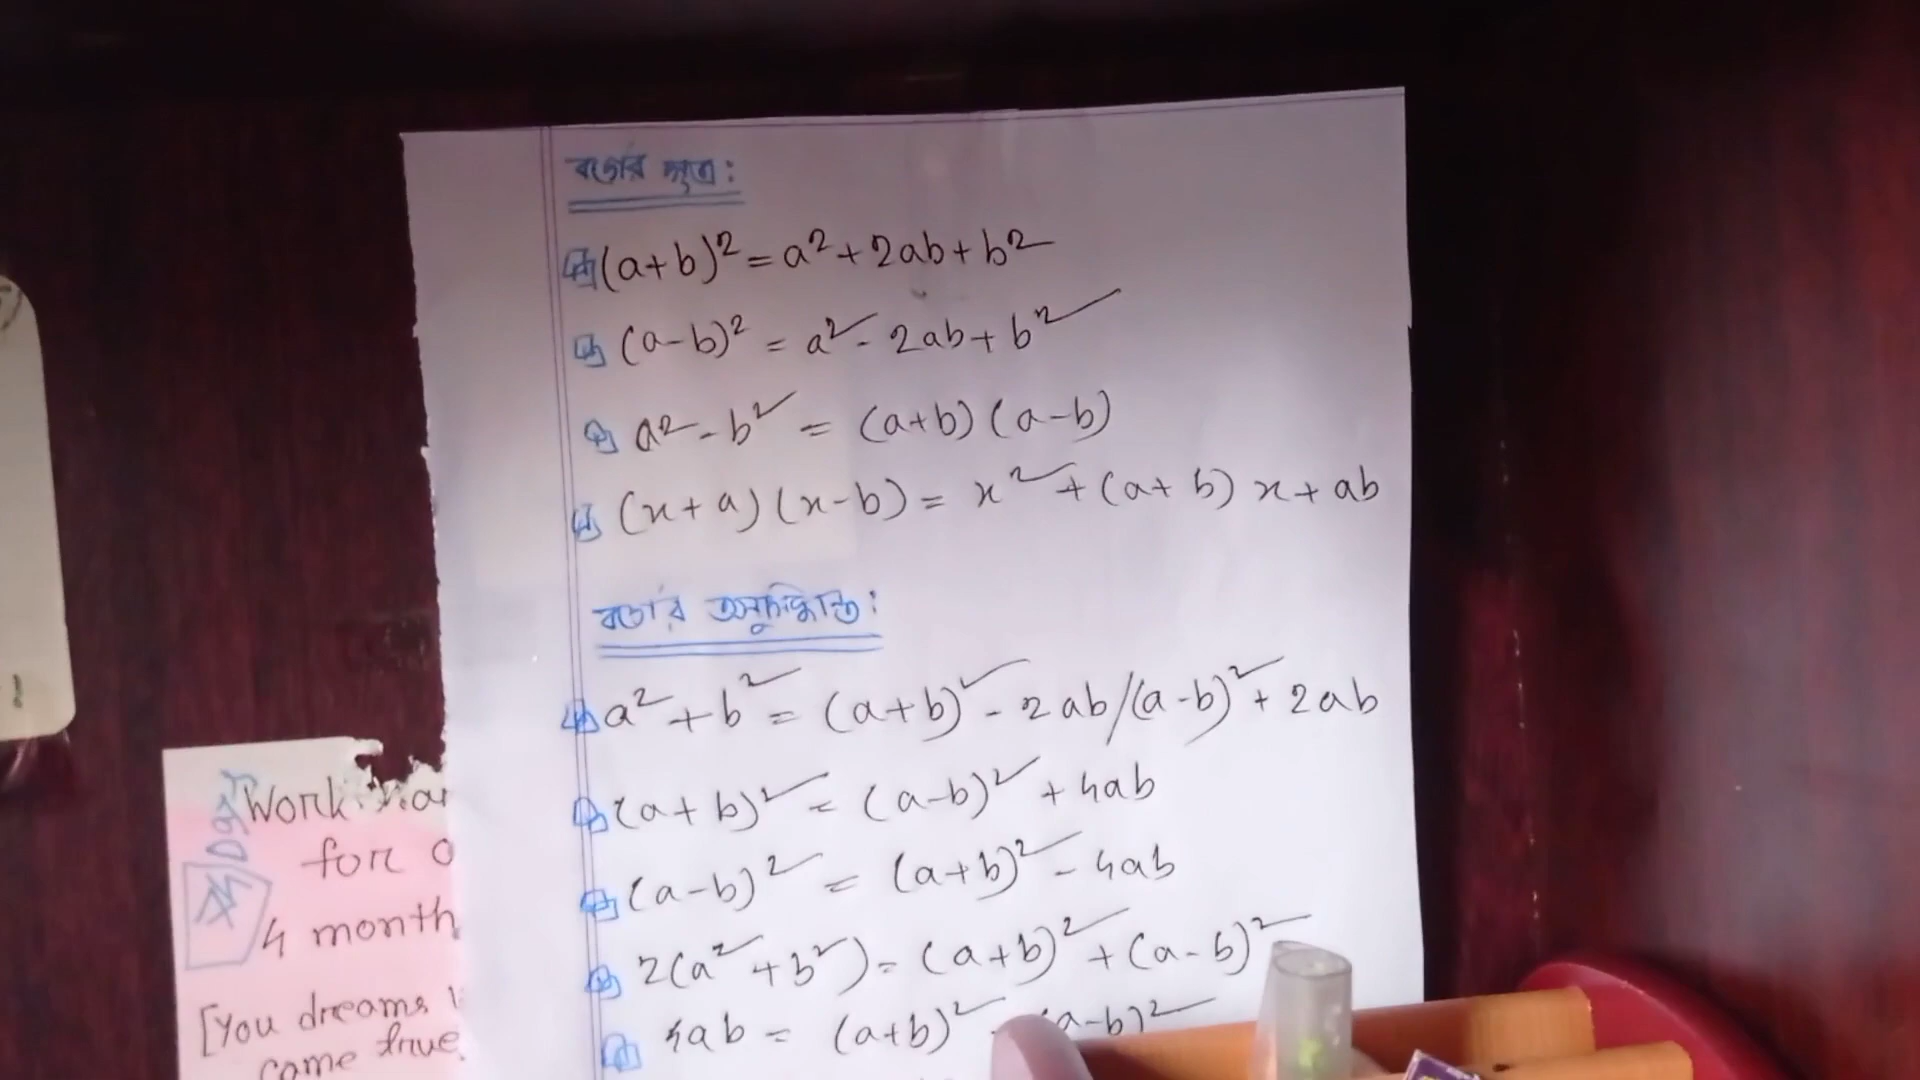 বর্গের সূত্র:
(a+b)² = a² + 2ab + b²
(a-b)² = a² - 2ab + b²
a² - b² = (a+b) (a-b)
(x+a) (x-b) = x² + (a+b) x + ab
বর্গের অনুসিদ্ধান্ত:
a² + b² = (a+b)² - 2ab/(a-b)² + 2ab
(a+b)² = (a-b)² + 4ab
(a-b)² = (a+b)² - 4ab
2(a² + b²) = (a+b)² + (a-b)²
4ab = (a+b)² - (a-b)²
Work har
for
4 month
[You dreams
come true